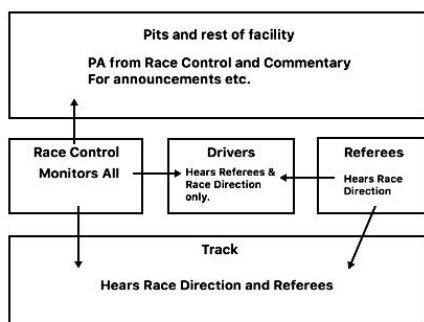 Pits and rest of facility
PA from Race Control and Commentary
For announcements etc.
Race Control
Monitors All
Drivers
Hears Referees &
Race Direction
only.
Referees
Hears Race
Direction
Track
Hears Race Direction and Referees